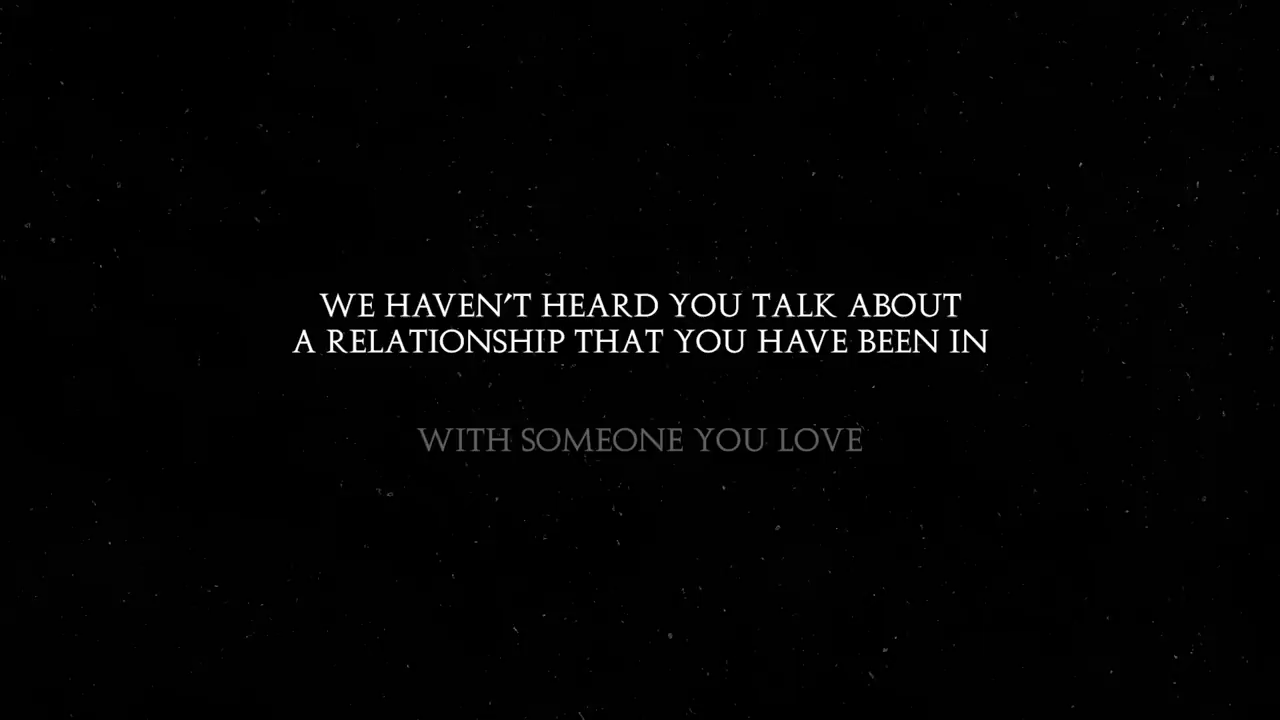 WE HAVEN'T HEARD YOU TALK ABOUT
A RELATIONSHIP THAT YOU HAVE BEEN IN
WITH SOMEONE YOU LOVE